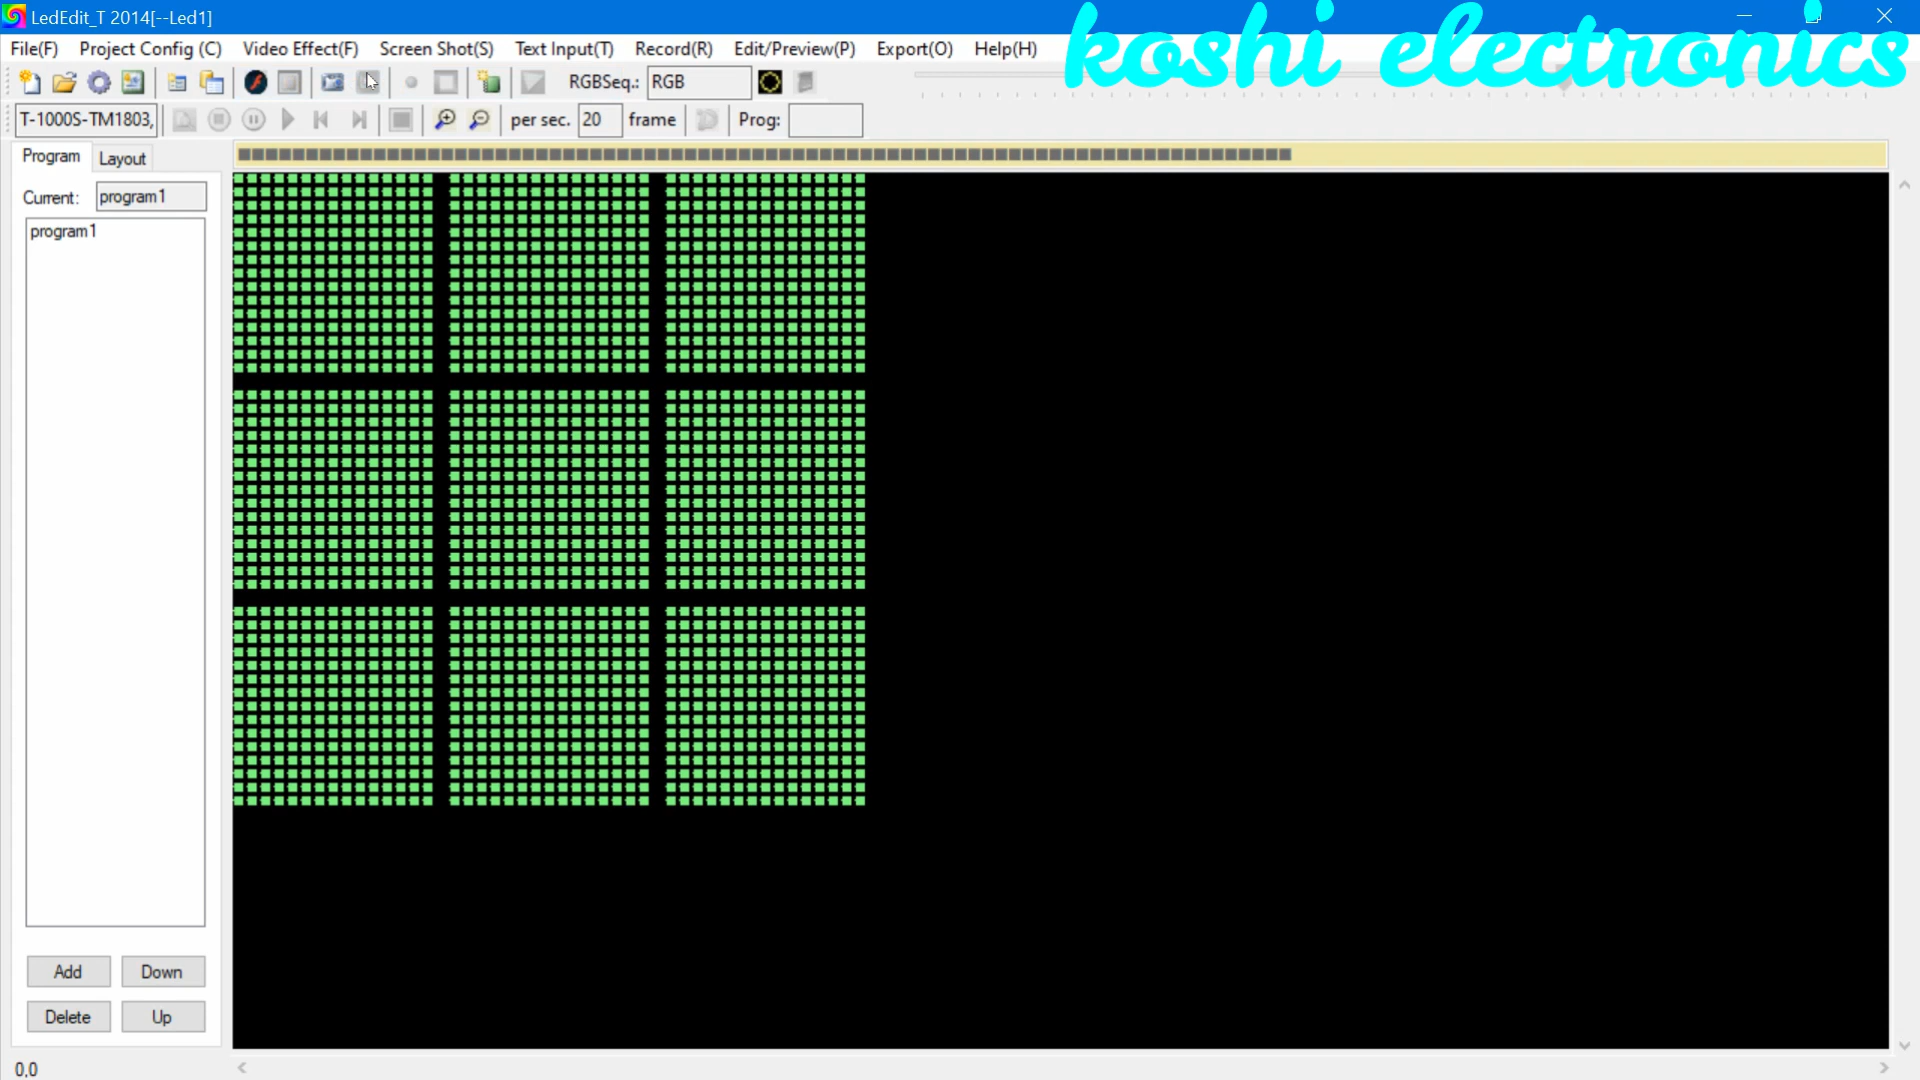 LedEdit_T 2014[--Led1]
koshi electronics
File(F) Project Config (C) Video Effect(F) Screen Shot(S) Text Input(T) Record(R) Edit/Preview(P) Export(O) Help(H)
RGBSeq.: RGB
T-1000S-TM1803, per sec. 20 frame Prog:
Program Layout
Current: program1
program1
Add Down
Delete Up
0,0